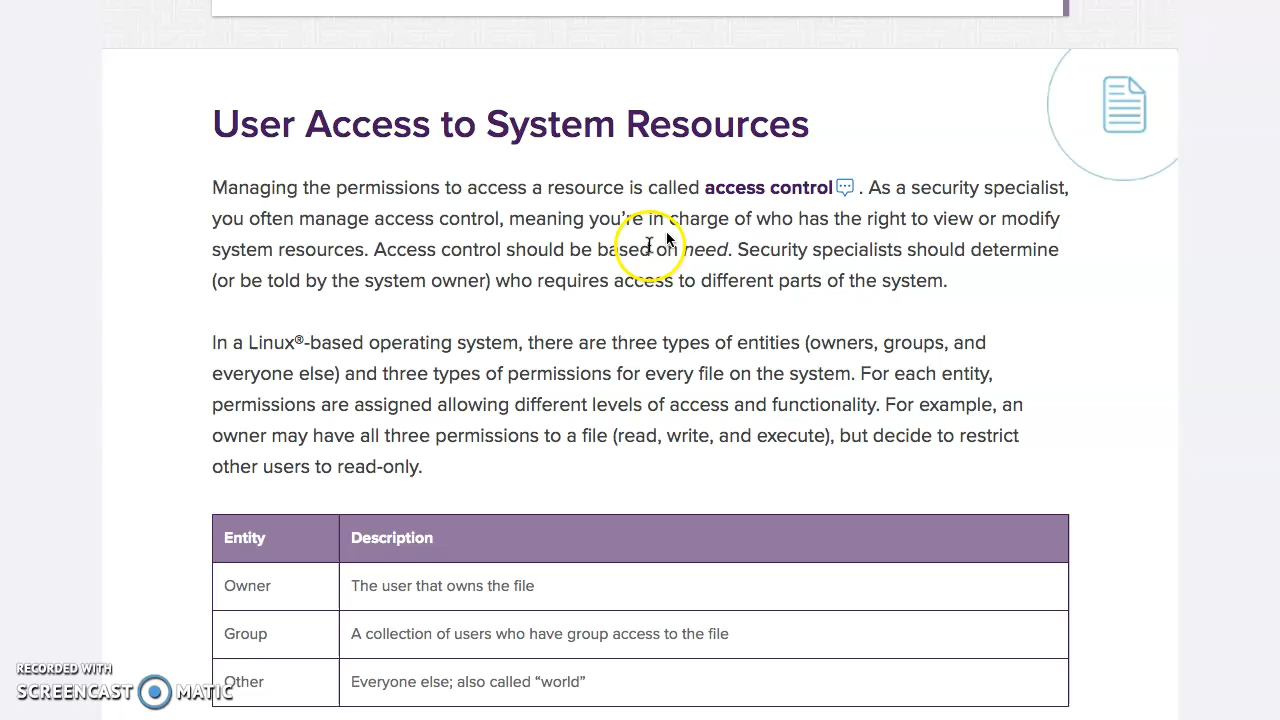 User Access to System Resources
Managing the permissions to access a resource is called access control . As a security specialist,
you often manage access control, meaning you're in charge of who has the right to view or modify
system resources. Access control should be based on need. Security specialists should determine
(or be told by the system owner) who requires access to different parts of the system.
In a Linux®-based operating system, there are three types of entities (owners, groups, and
everyone else) and three types of permissions for every file on the system. For each entity,
permissions are assigned allowing different levels of access and functionality. For example, an
owner may have all three permissions to a file (read, write, and execute), but decide to restrict
other users to read-only.
Entity Description
Owner The user that owns the file
Group A collection of users who have group access to the file
Other Everyone else; also called “world”
RECORDED WITH
SCREENCAST MATIC